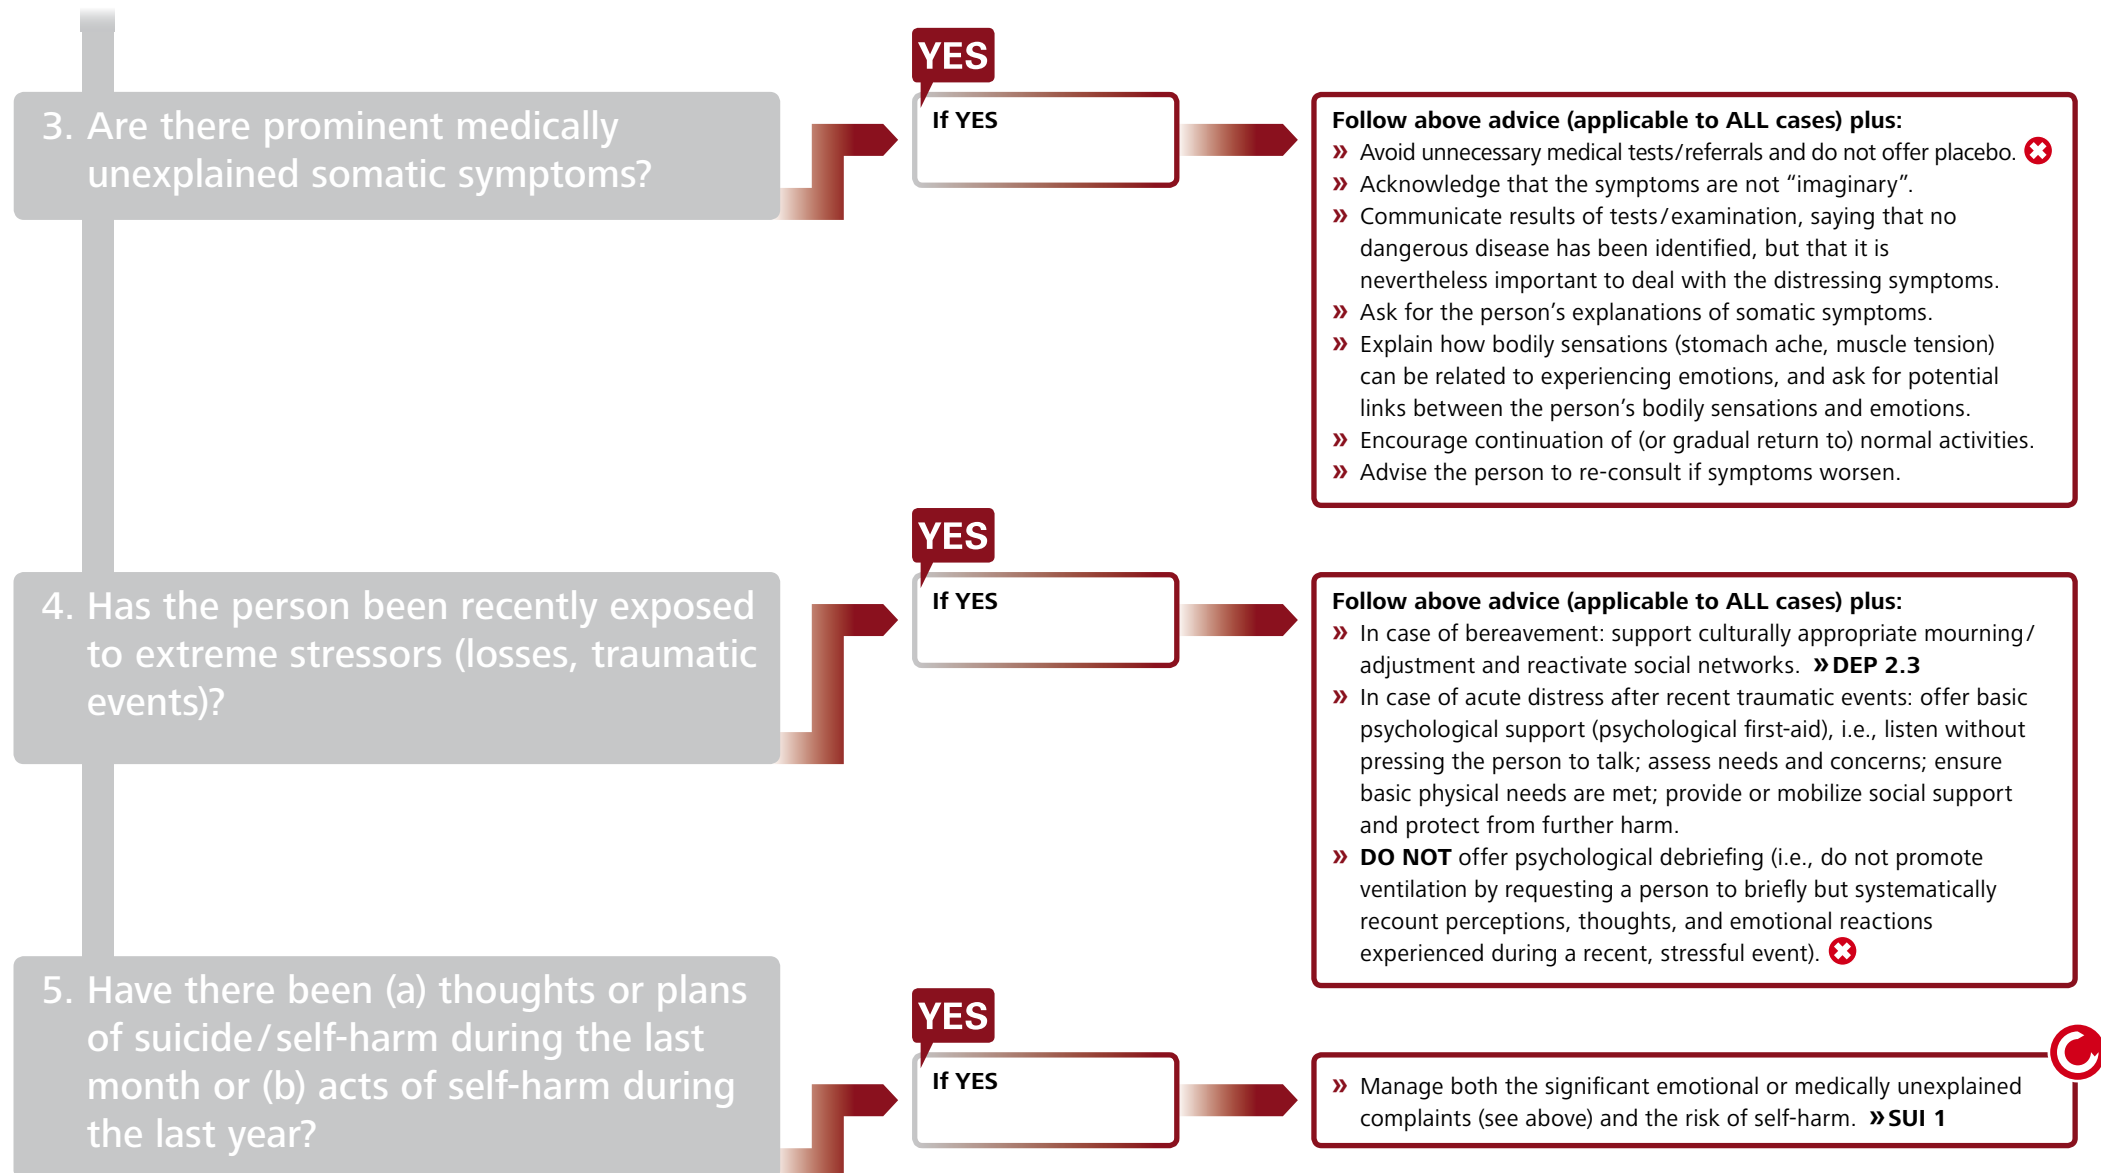 3. Are there prominent medically
unexplained somatic symptoms?
YES
If YES
Follow above advice (applicable to ALL cases) plus:
» Avoid unnecessary medical tests/referrals and do not offer placebo.
» Acknowledge that the symptoms are not “imaginary”.
» Communicate results of tests/examination, saying that no
dangerous disease has been identified, but that it is
nevertheless important to deal with the distressing symptoms.
» Ask for the person’s explanations of somatic symptoms.
» Explain how bodily sensations (stomach ache, muscle tension)
can be related to experiencing emotions, and ask for potential
links between the person’s bodily sensations and emotions.
» Encourage continuation of (or gradual return to) normal activities.
» Advise the person to re-consult if symptoms worsen.
4. Has the person been recently exposed
to extreme stressors (losses, traumatic
events)?
YES
If YES
Follow above advice (applicable to ALL cases) plus:
» In case of bereavement: support culturally appropriate mourning/
adjustment and reactivate social networks. » DEP 2.3
» In case of acute distress after recent traumatic events: offer basic
psychological support (psychological first-aid), i.e., listen without
pressing the person to talk; assess needs and concerns; ensure
basic physical needs are met; provide or mobilize social support
and protect from further harm.
» DO NOT offer psychological debriefing (i.e., do not promote
ventilation by requesting a person to briefly but systematically
recount perceptions, thoughts, and emotional reactions
experienced during a recent, stressful event).
5. Have there been (a) thoughts or plans
of suicide/self-harm during the last
month or (b) acts of self-harm during
the last year?
YES
If YES
» Manage both the significant emotional or medically unexplained
complaints (see above) and the risk of self-harm. » SUI 1